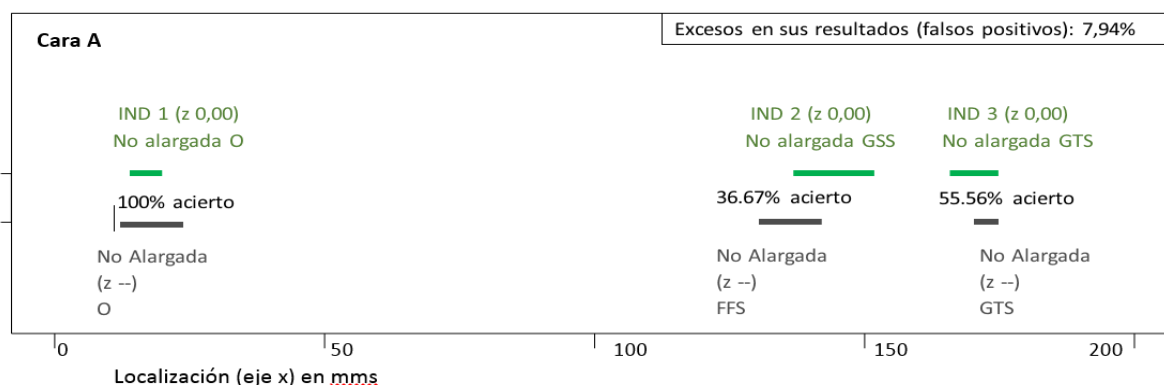 Cara A
Excesos en sus resultados (falsos positivos): 7,94%
IND 1 (z 0,00)
No alargada O
IND 2 (z 0,00)
No alargada GSS
IND 3 (z 0,00)
No alargada GTS
100% acierto
36.67% acierto
55.56% acierto
No Alargada
(z --)
O
No Alargada
(z --)
FFS
No Alargada
(z --)
GTS
0
50
100
150
200
Localización (eje x) en mms